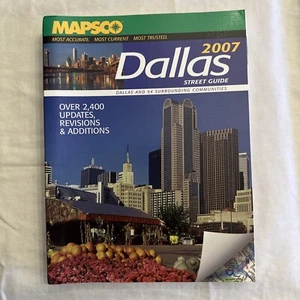 MAPSCO
MOST ACCURATE. MOST CURRENT. MOST TRUSTED.
2007
Dallas
STREET GUIDE
DALLAS AND 54 SURROUNDING COMMUNITIES
OVER 2,400
UPDATES,
REVISIONS
& ADDITIONS